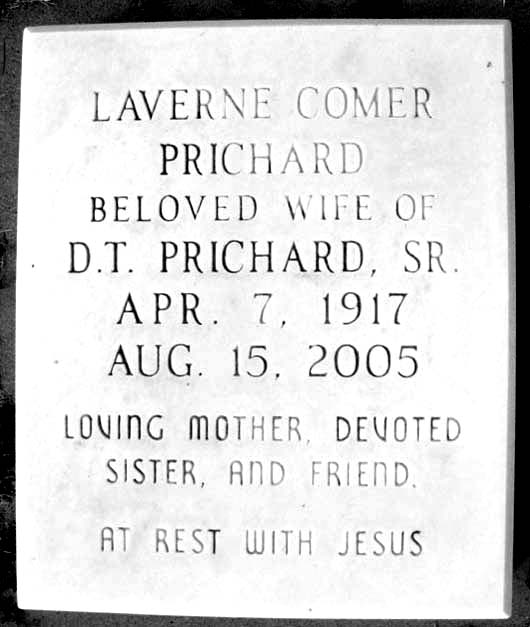 LAVERNE COMER
PRICHARD
BELOVED WIFE OF
D.T. PRICHARD, SR.
APR. 7, 1917
AUG. 15, 2005
LOVING MOTHER, DEVOTED
SISTER, AND FRIEND.
AT REST WITH JESUS